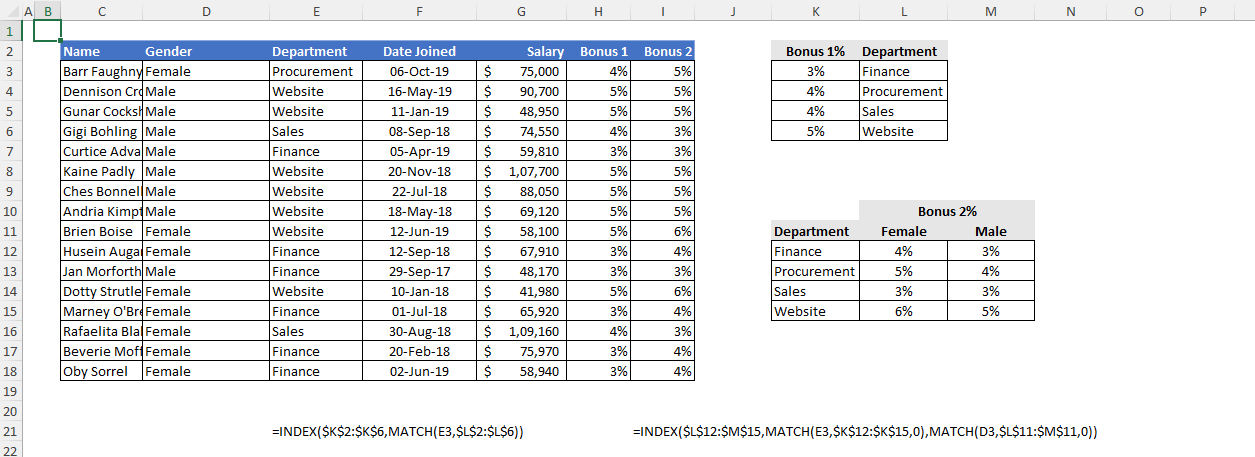 A B C D E F G H I J K L M N O P
1
2 Name Gender Department Date Joined Salary Bonus 1 Bonus 2 Bonus 1% Department
3 Barr Faughny Female Procurement 06-Oct-19 $ 75,000 4% 5% 3% Finance
4 Dennison Cro Male Website 16-May-19 $ 90,700 5% 5% 4% Procurement
5 Gunar Cocksh Male Website 11-Jan-19 $ 48,950 5% 5% 4% Sales
6 Gigi Bohling Male Sales 08-Sep-18 $ 74,550 4% 3% 5% Website
7 Curtice Adva Male Finance 05-Apr-19 $ 59,810 3% 3%
8 Kaine Padly Male Website 20-Nov-18 $ 1,07,700 5% 5%
9 Ches Bonnell Male Website 22-Jul-18 $ 88,050 5% 5%
10 Andria Kimpt Male Website 18-May-18 $ 69,120 5% 5% Bonus 2%
11 Brien Boise Female Website 12-Jun-19 $ 58,100 5% 6% Department Female Male
12 Husein Augar Female Finance 12-Sep-18 $ 67,910 3% 4% Finance 4% 3%
13 Jan Morforth Male Finance 29-Sep-17 $ 48,170 3% 3% Procurement 5% 4%
14 Dotty Strutle Female Website 10-Jan-18 $ 41,980 5% 6% Sales 3% 3%
15 Marney O'Bre Female Finance 01-Jul-18 $ 65,920 3% 4% Website 6% 5%
16 Rafaelita Blal Female Sales 30-Aug-18 $ 1,09,160 4% 3%
17 Beverie Moff Female Finance 20-Feb-18 $ 75,970 3% 4%
18 Oby Sorrel Female Finance 02-Jun-19 $ 58,940 3% 4%
19
20
21 =INDEX($K$2:$K$6,MATCH(E3,$L$2:$L$6)) =INDEX($L$12:$M$15,MATCH(E3,$K$12:$K$15,0),MATCH(D3,$L$11:$M$11,0))
22